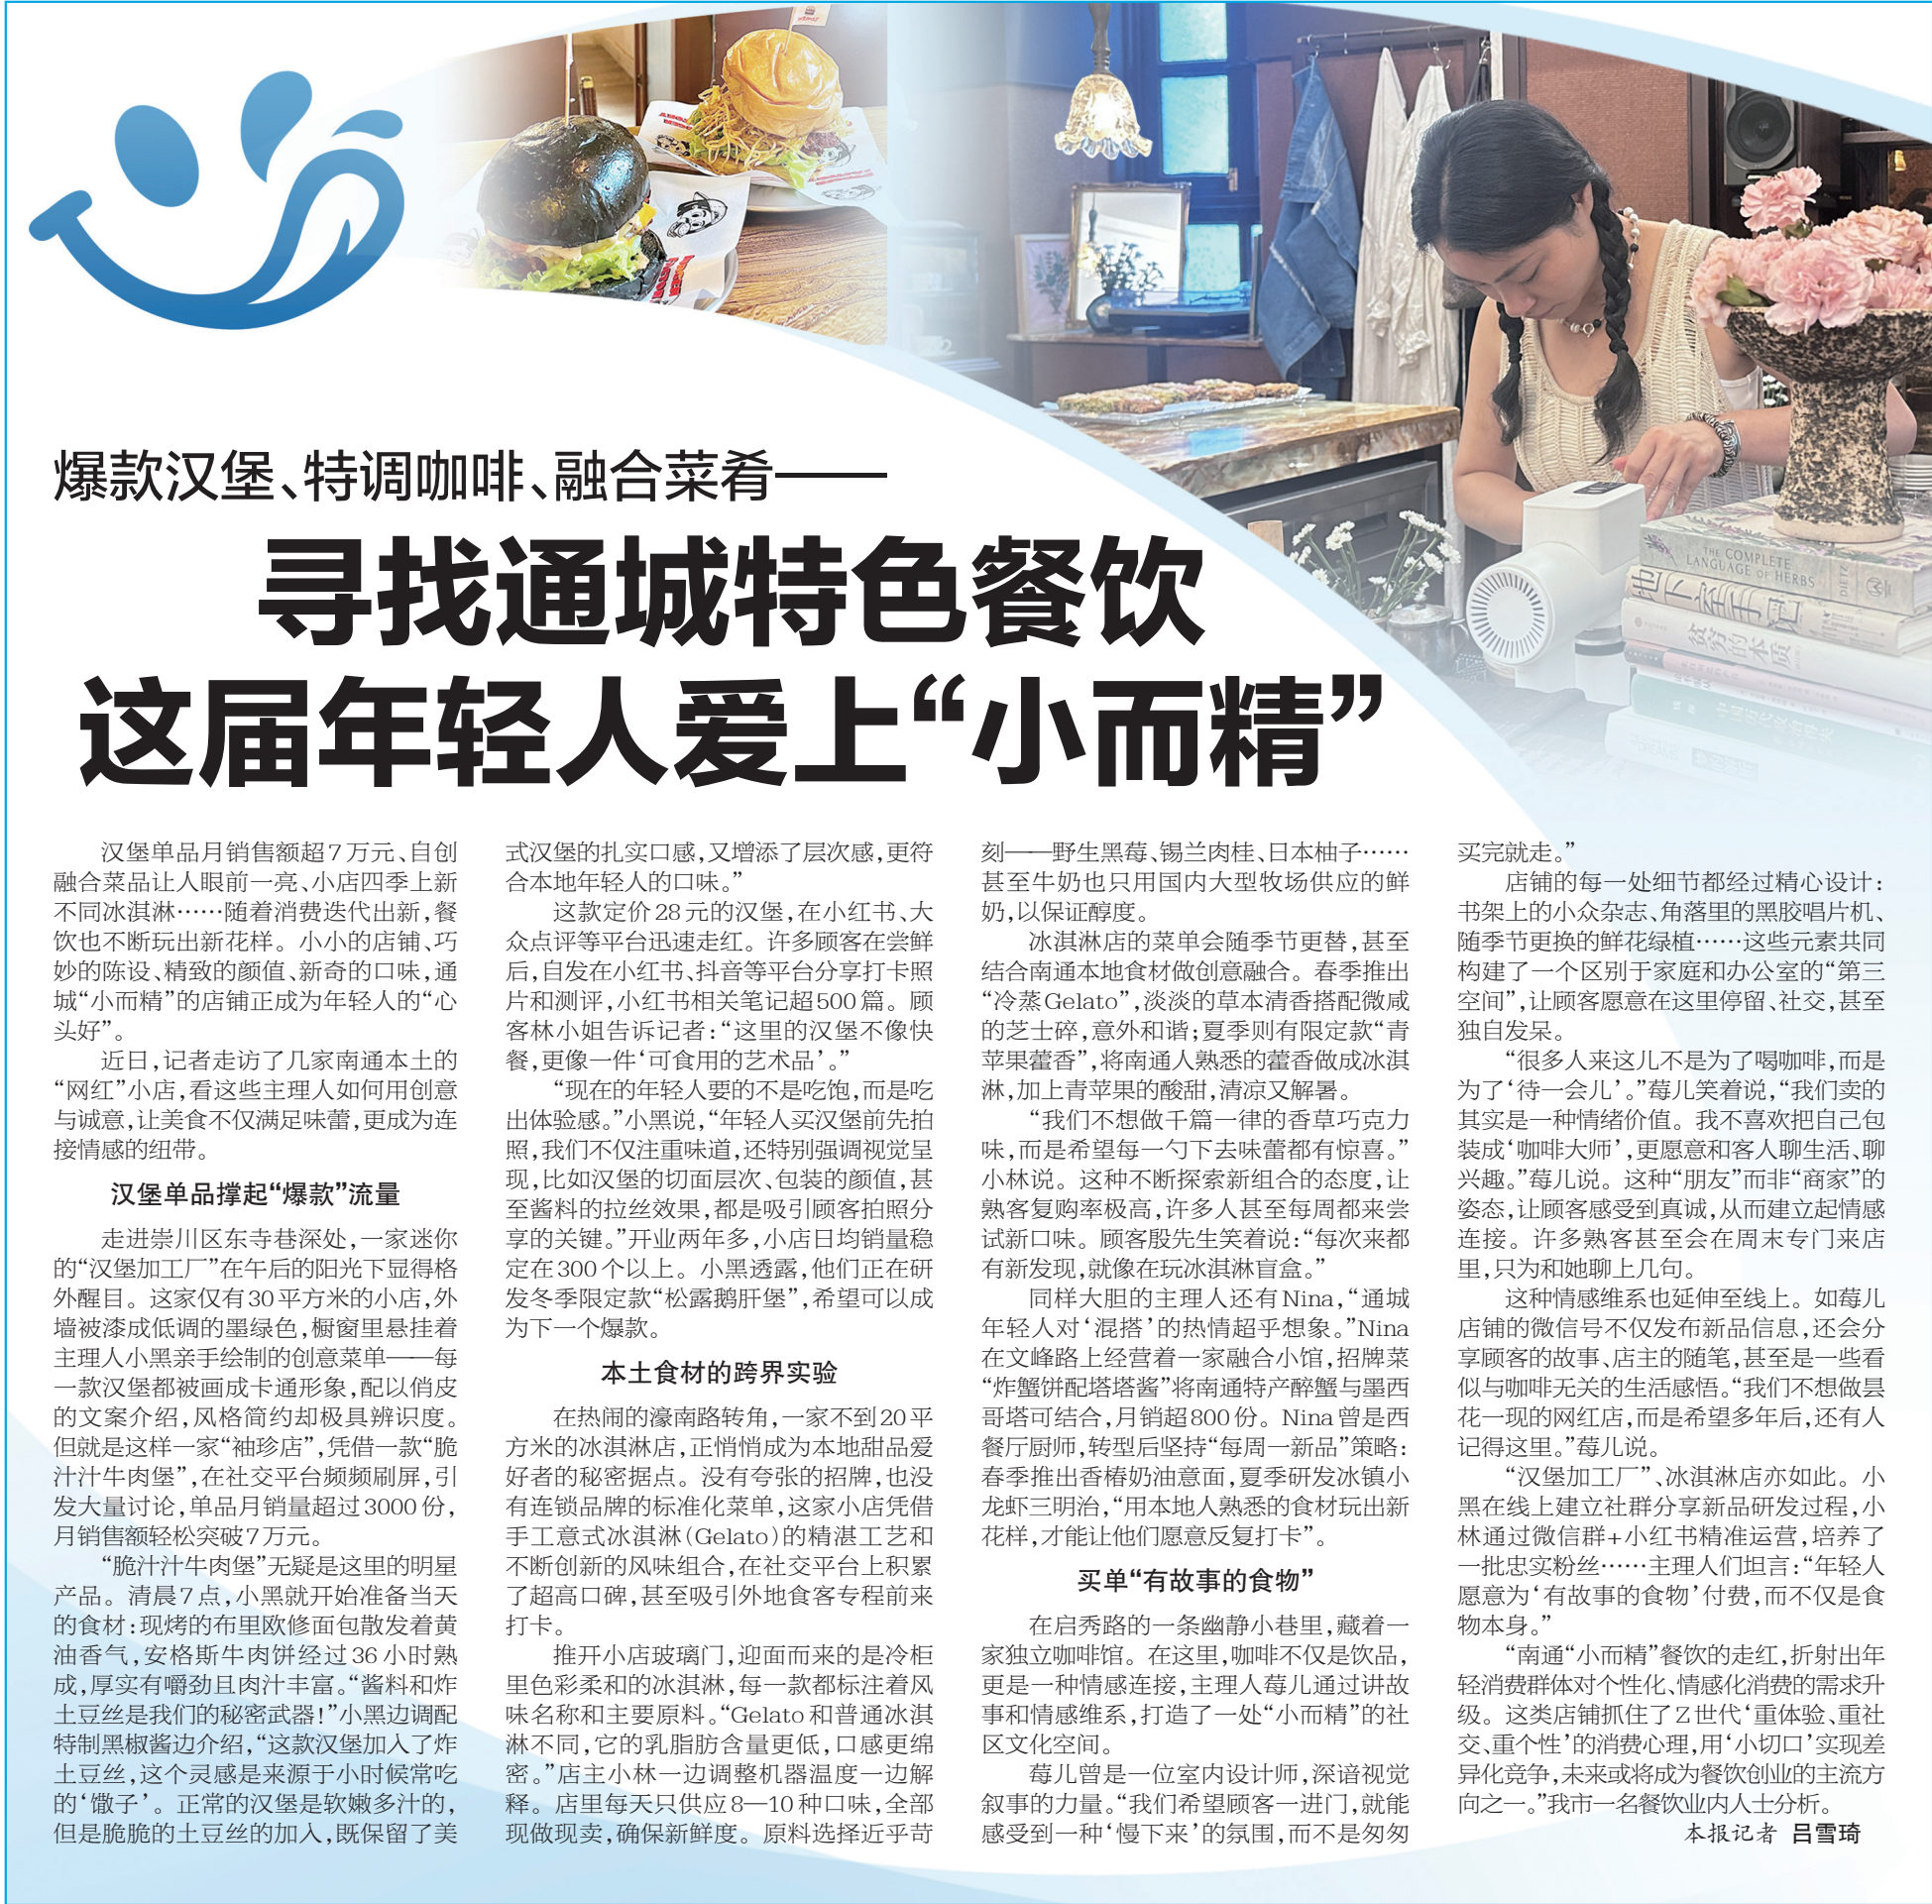 爆款汉堡、特调咖啡、融合菜肴——
寻找通城特色餐饮
这届年轻人爱上“小而精”
THE COMPLETE
LANGUAGE OF HERBS
DIETZ
地下室手记
贫穷的本质
汉堡单品月销售额超7万元、自创
融合菜品让人眼前一亮、小店四季上新
不同冰淇淋……随着消费迭代出新，餐
饮也不断玩出新花样。小小的店铺、巧
妙的陈设、精致的颜值、新奇的口味，通
城“小而精”的店铺正成为年轻人的“心
头好”。
近日，记者走访了几家南通本土的
“网红”小店，看这些主理人如何用创意
与诚意，让美食不仅满足味蕾，更成为连
接情感的纽带。
汉堡单品撑起“爆款”流量
走进崇川区东寺巷深处，一家迷你
的“汉堡加工厂”在午后的阳光下显得格
外醒目。这家仅有30平方米的小店，外
墙被漆成低调的墨绿色，橱窗里悬挂着
主理人小黑亲手绘制的创意菜单——每
一款汉堡都被画成卡通形象，配以俏皮
的文案介绍，风格简约却极具辨识度。
但就是这样一家“袖珍店”，凭借一款“脆
汁汁牛肉堡”，在社交平台频频刷屏，引
发大量讨论，单品月销量超过3000份，
月销售额轻松突破7万元。
“脆汁汁牛肉堡”无疑是这里的明星
产品。清晨7点，小黑就开始准备当天
的食材：现烤的布里欧修面包散发着黄
油香气，安格斯牛肉饼经过36小时熟
成，厚实有嚼劲且肉汁丰富。“酱料和炸
土豆丝是我们的秘密武器！”小黑边调配
特制黑椒酱边介绍，“这款汉堡加入了炸
土豆丝，这个灵感是来源于小时候常吃
的‘馓子’。正常的汉堡是软嫩多汁的，
但是脆脆的土豆丝的加入，既保留了美
式汉堡的扎实口感，又增添了层次感，更符
合本地年轻人的口味。”
这款定价28元的汉堡，在小红书、大
众点评等平台迅速走红。许多顾客在尝鲜
后，自发在小红书、抖音等平台分享打卡照
片和测评，小红书相关笔记超500篇。顾
客林小姐告诉记者：“这里的汉堡不像快
餐，更像一件‘可食用的艺术品’。”
“现在的年轻人要的不是吃饱，而是吃
出体验感。”小黑说，“年轻人买汉堡前先拍
照，我们不仅注重味道，还特别强调视觉呈
现，比如汉堡的切面层次、包装的颜值，甚
至酱料的拉丝效果，都是吸引顾客拍照分
享的关键。”开业两年多，小店日均销量稳
定在300个以上。小黑透露，他们正在研
发冬季限定款“松露鹅肝堡”，希望可以成
为下一个爆款。
本土食材的跨界实验
在热闹的濠南路转角，一家不到20平
方米的冰淇淋店，正悄悄成为本地甜品爱
好者的秘密据点。没有夸张的招牌，也没
有连锁品牌的标准化菜单，这家小店凭借
手工意式冰淇淋（Gelato）的精湛工艺和
不断创新的风味组合，在社交平台上积累
了超高口碑，甚至吸引外地食客专程前来
打卡。
推开小店玻璃门，迎面而来的是冷柜
里色彩柔和的冰淇淋，每一款都标注着风
味名称和主要原料。“Gelato和普通冰淇
淋不同，它的乳脂肪含量更低，口感更绵
密。”店主小林一边调整机器温度一边解
释。店里每天只供应8—10种口味，全部
现做现卖，确保新鲜度。原料选择近乎苛
刻——野生黑莓、锡兰肉桂、日本柚子……
甚至牛奶也只用国内大型牧场供应的鲜
奶，以保证醇度。
冰淇淋店的菜单会随季节更替，甚至
结合南通本地食材做创意融合。春季推出
“冷蒸Gelato”，淡淡的草本清香搭配微咸
的芝士碎，意外和谐；夏季则有限定款“青
苹果藿香”，将南通人熟悉的藿香做成冰淇
淋，加上青苹果的酸甜，清凉又解暑。
“我们不想做千篇一律的香草巧克力
味，而是希望每一勺下去味蕾都有惊喜。”
小林说。这种不断探索新组合的态度，让
熟客复购率极高，许多人甚至每周都来尝
试新口味。顾客殷先生笑着说：“每次来都
有新发现，就像在玩冰淇淋盲盒。”
同样大胆的主理人还有Nina，“通城
年轻人对‘混搭’的热情超乎想象。”Nina
在文峰路上经营着一家融合小馆，招牌菜
“炸蟹饼配塔塔酱”将南通特产醉蟹与墨西
哥塔可结合，月销超800份。Nina曾是西
餐厅厨师，转型后坚持“每周一新品”策略：
春季推出香椿奶油意面，夏季研发冰镇小
龙虾三明治，“用本地人熟悉的食材玩出新
花样，才能让他们愿意反复打卡”。
买单“有故事的食物”
在启秀路的一条幽静小巷里，藏着一
家独立咖啡馆。在这里，咖啡不仅是饮品，
更是一种情感连接，主理人莓儿通过讲故
事和情感维系，打造了一处“小而精”的社
区文化空间。
莓儿曾是一位室内设计师，深谙视觉
叙事的力量。“我们希望顾客一进门，就能
感受到一种‘慢下来’的氛围，而不是匆匆
买完就走。”
店铺的每一处细节都经过精心设计：
书架上的小众杂志、角落里的黑胶唱片机、
随季节更换的鲜花绿植……这些元素共同
构建了一个区别于家庭和办公室的“第三
空间”，让顾客愿意在这里停留、社交，甚至
独自发呆。
“很多人来这儿不是为了喝咖啡，而是
为了‘待一会儿’。”莓儿笑着说，“我们卖的
其实是一种情绪价值。我不喜欢把自己包
装成‘咖啡大师’，更愿意和客人聊生活、聊
兴趣。”莓儿说。这种“朋友”而非“商家”的
姿态，让顾客感受到真诚，从而建立起情感
连接。许多熟客甚至会在周末专门来店
里，只为和她聊上几句。
这种情感维系也延伸至线上。如莓儿
店铺的微信号不仅发布新品信息，还会分
享顾客的故事、店主的随笔，甚至是一些看
似与咖啡无关的生活感悟。“我们不想做昙
花一现的网红店，而是希望多年后，还有人
记得这里。”莓儿说。
“汉堡加工厂”、冰淇淋店亦如此。小
黑在线上建立社群分享新品研发过程，小
林通过微信群+小红书精准运营，培养了
一批忠实粉丝……主理人们坦言：“年轻人
愿意为‘有故事的食物’付费，而不仅是食
物本身。”
“南通“小而精”餐饮的走红，折射出年
轻消费群体对个性化、情感化消费的需求升
级。这类店铺抓住了Z世代‘重体验、重社
交、重个性’的消费心理，用‘小切口’实现差
异化竞争，未来或将成为餐饮创业的主流方
向之一。”我市一名餐饮业内人士分析。
本报记者 吕雪琦